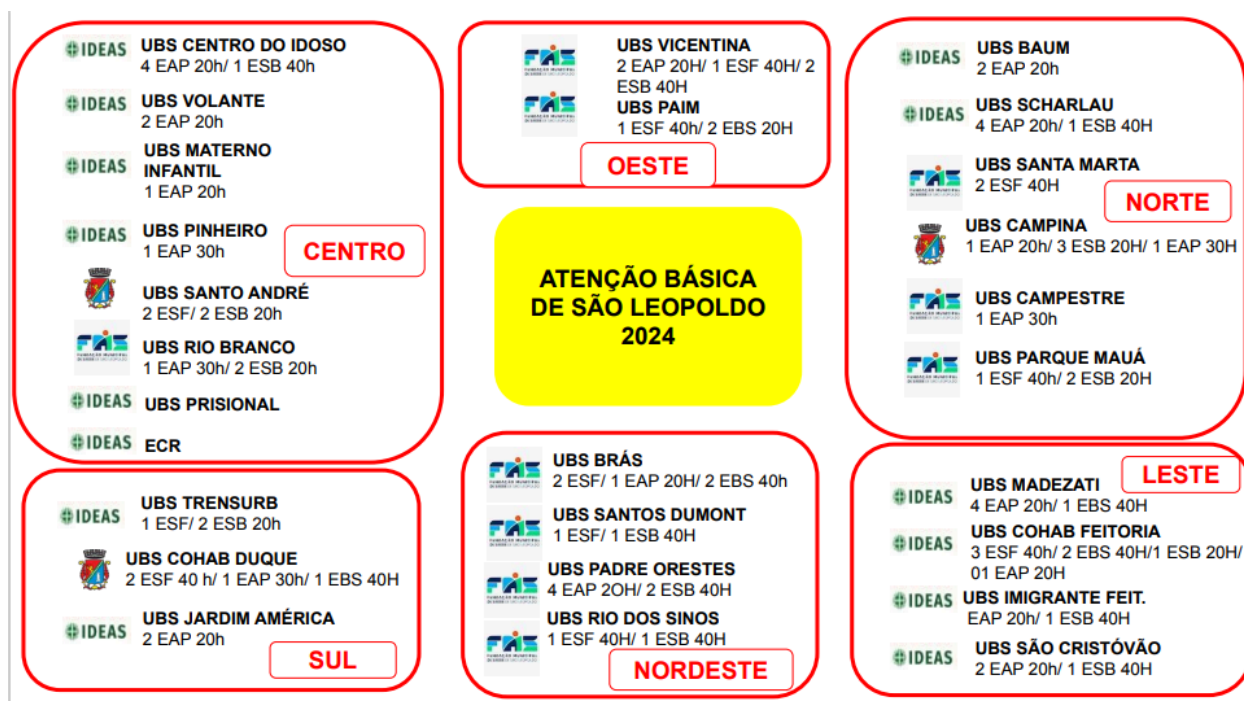 IDEAS
UBS CENTRO DO IDOSO
4 EAP 20h/ 1 ESB 40h
IDEAS
UBS VOLANTE
2 EAP 20h
IDEAS
UBS MATERNO
INFANTIL
1 EAP 20h
IDEAS
UBS PINHEIRO
1 EAP 30h
CENTRO
UBS SANTO ANDRÉ
2 ESF/ 2 ESB 20h
UBS RIO BRANCO
1 EAP 30h/ 2 ESB 20h
IDEAS
UBS PRISIONAL
IDEAS
ECR
UBS VICENTINA
2 EAP 20H/ 1 ESF 40H/ 2
ESB 40H
UBS PAIM
1 ESF 40h/ 2 EBS 20H
OESTE
IDEAS
UBS BAUM
2 EAP 20h
IDEAS
UBS SCHARLAU
4 EAP 20h/ 1 ESB 40H
UBS SANTA MARTA
2 ESF 40H
NORTE
UBS CAMPINA
1 EAP 20h/ 3 ESB 20H/ 1 EAP 30H
UBS CAMPESTRE
1 EAP 30h
UBS PARQUE MAUÁ
1 ESF 40h/ 2 ESB 20H
ATENÇÃO BÁSICA
DE SÃO LEOPOLDO
2024
IDEAS
UBS TRENSURB
1 ESF/ 2 ESB 20h
UBS COHAB DUQUE
2 ESF 40 h/ 1 EAP 30h/ 1 EBS 40H
IDEAS
UBS JARDIM AMÉRICA
2 EAP 20h
SUL
UBS BRÁS
2 ESF/ 1 EAP 20H/ 2 EBS 40h
UBS SANTOS DUMONT
1 ESF/ 1 ESB 40H
UBS PADRE ORESTES
4 EAP 2OH/ 2 ESB 40H
UBS RIO DOS SINOS
1 ESF 40H/ 1 ESB 40H
NORDESTE
LESTE
IDEAS
UBS MADEZATI
4 EAP 20h/ 1 EBS 40H
IDEAS
UBS COHAB FEITORIA
3 ESF 40h/ 2 EBS 40H/1 ESB 20H/
01 EAP 20H
IDEAS
UBS IMIGRANTE FEIT.
EAP 20h/ 1 ESB 40H
IDEAS
UBS SÃO CRISTÓVÃO
2 EAP 20h/ 1 ESB 40H